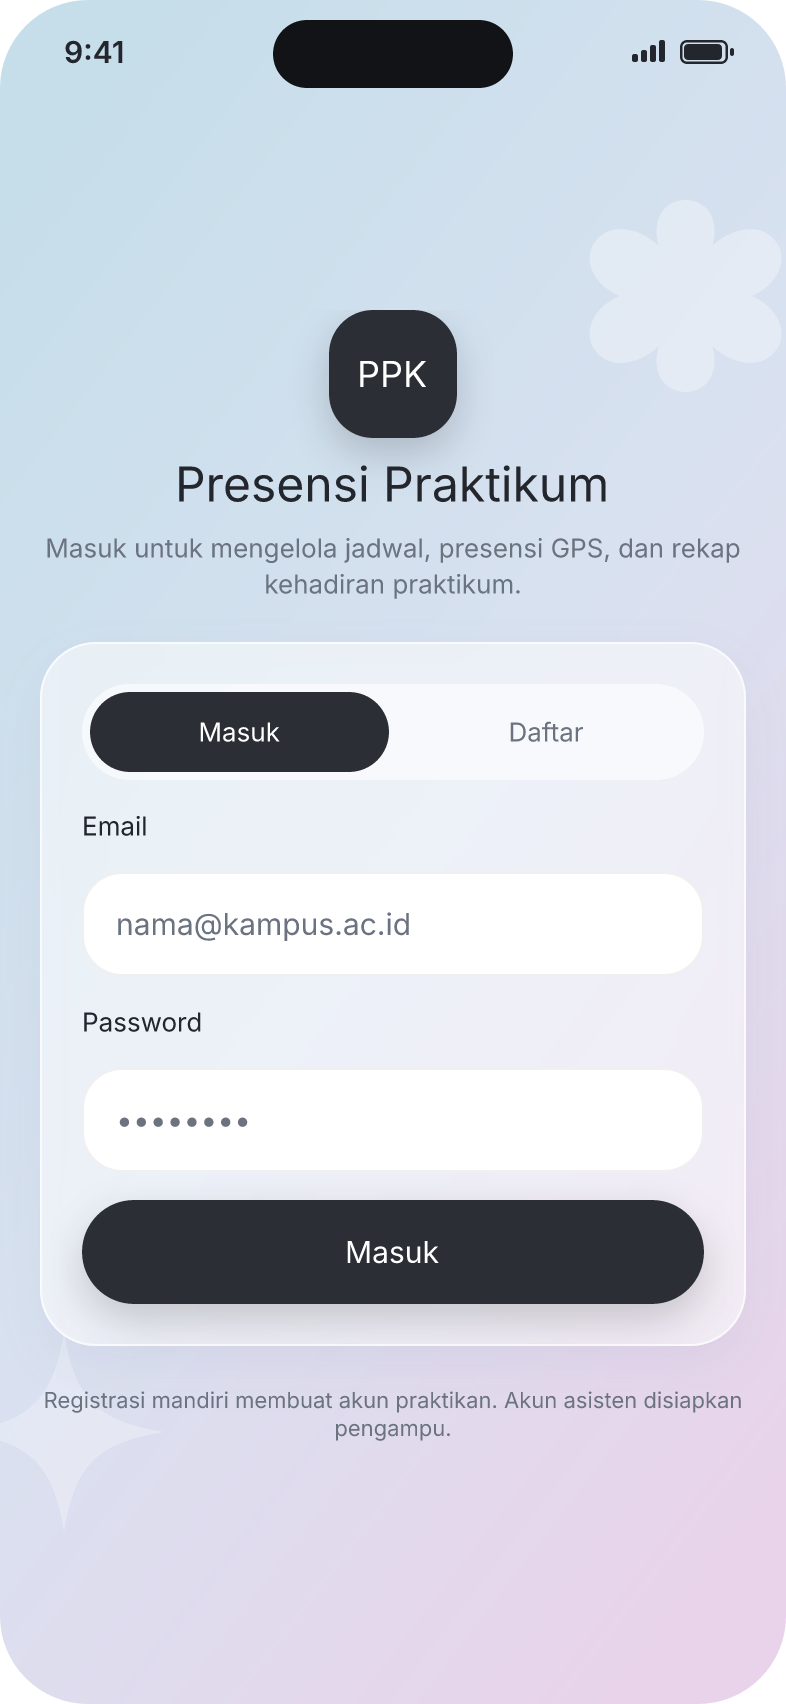 9:41
PPK
Presensi Praktikum
Masuk untuk mengelola jadwal, presensi GPS, dan rekap
kehadiran praktikum.
Masuk
Daftar
Email
nama@kampus.ac.id
Password
••••••••
Masuk
Registrasi mandiri membuat akun praktikan. Akun asisten disiapkan
pengampu.